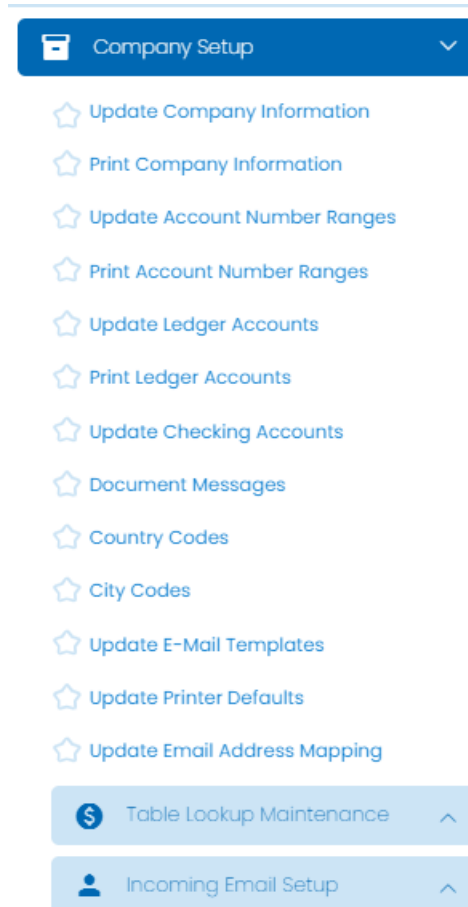 Company Setup
Update Company Information
Print Company Information
Update Account Number Ranges
Print Account Number Ranges
Update Ledger Accounts
Print Ledger Accounts
Update Checking Accounts
Document Messages
Country Codes
City Codes
Update E-Mail Templates
Update Printer Defaults
Update Email Address Mapping
Table Lookup Maintenance
Incoming Email Setup